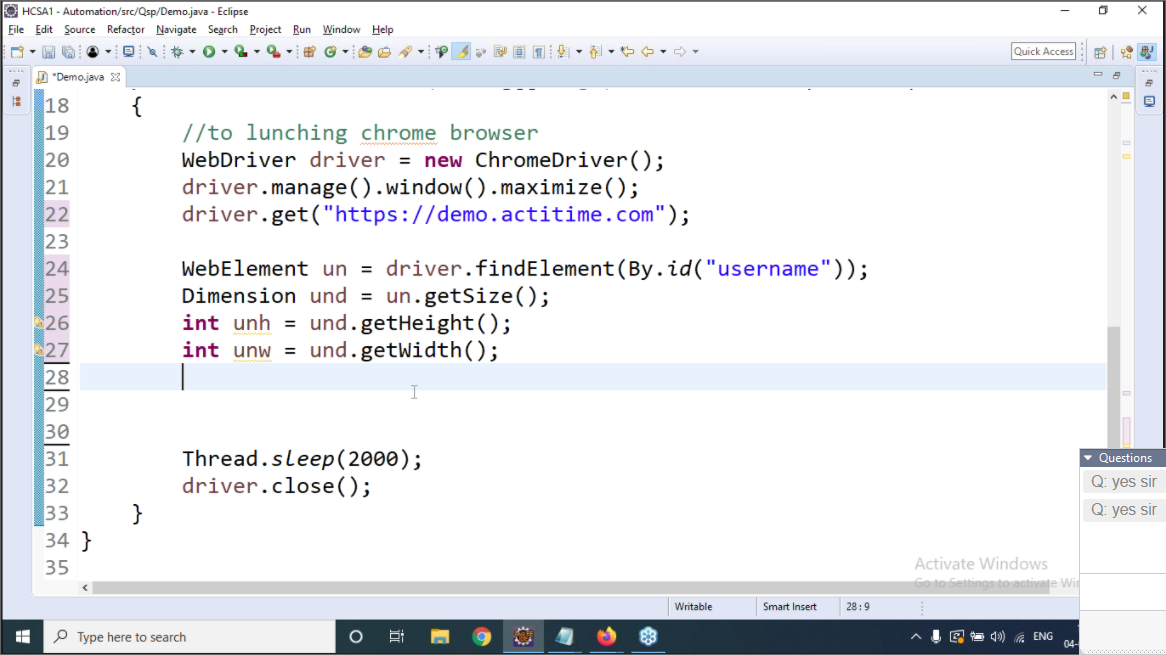 HCSA1 - Automation/src/Qsp/Demo.java - Eclipse
File Edit Source Refactor Navigate Search Project Run Window Help
Quick Access
*Demo.java
18 {
19 //to lunching chrome browser
20 WebDriver driver = new ChromeDriver();
21 driver.manage().window().maximize();
22 driver.get("https://demo.actitime.com");
23
24 WebElement un = driver.findElement(By.id("username"));
25 Dimension und = un.getSize();
26 int unh = und.getHeight();
27 int unw = und.getWidth();
28
29
30
31 Thread.sleep(2000);
32 driver.close();
33 }
34 }
35
Questions
Q: yes sir
Q: yes sir
Activate Windows
Go to Settings to activate Wi
Writable Smart Insert 28 : 9
Type here to search
ENG
04-